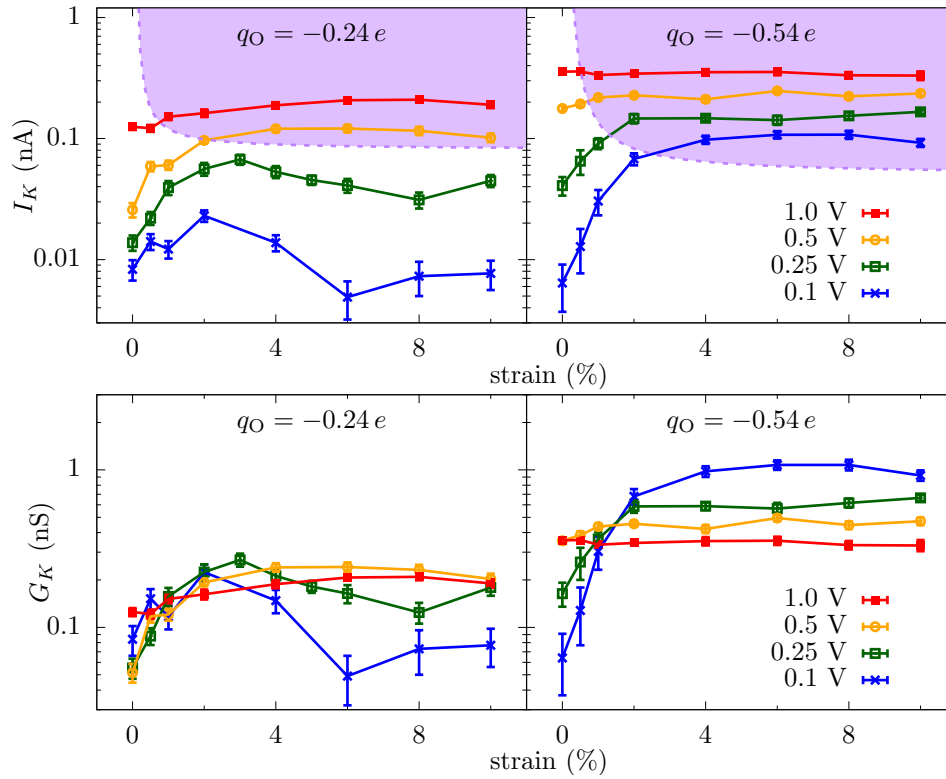 q_O = −0.24 e
q_O = −0.54 e
I_K (nA)
1
0.1
0.01
1.0 V
0.5 V
0.25 V
0.1 V
0 4 8 0 4 8
strain (%)
q_O = −0.24 e
q_O = −0.54 e
G_K (nS)
1
0.1
1.0 V
0.5 V
0.25 V
0.1 V
0 4 8 0 4 8
strain (%)